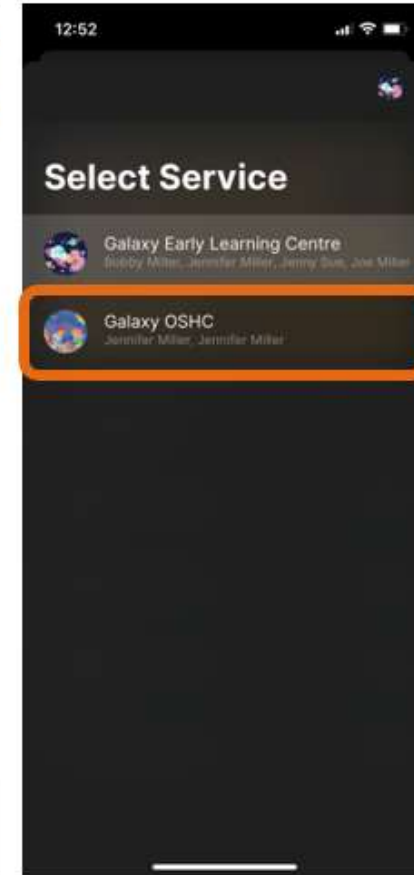 12:52
Select Service
Galaxy Early Learning Centre
Bobby Miller, Jennifer Miller, Jenny Sue, Joe Miller
Galaxy OSHC
Jennifer Miller, Jennifer Miller